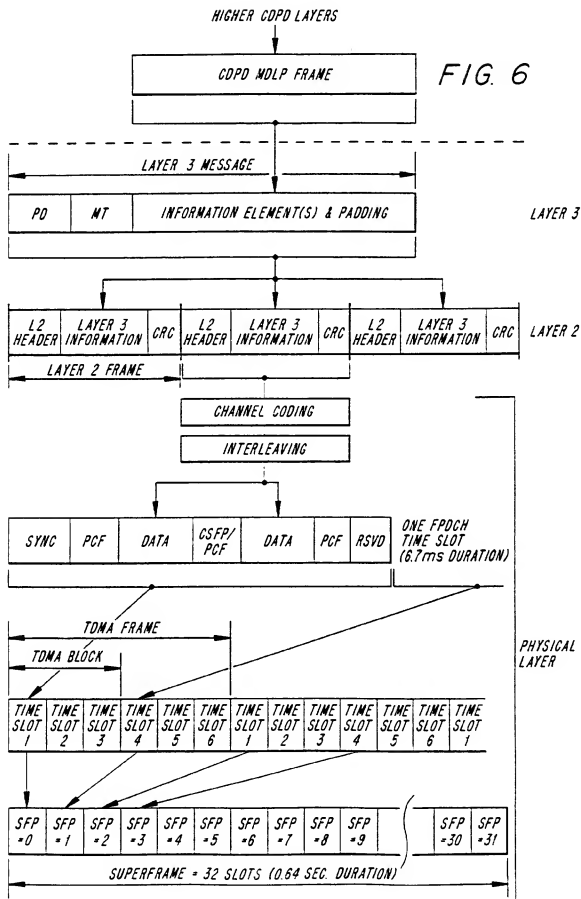 HIGHER CDPD LAYERS
CDPD MDLP FRAME
FIG. 6
LAYER 3 MESSAGE
PD MT INFORMATION ELEMENT(S) & PADDING
LAYER 3
L2 HEADER LAYER 3 INFORMATION CRC L2 HEADER LAYER 3 INFORMATION CRC L2 HEADER LAYER 3 INFORMATION CRC
LAYER 2
LAYER 2 FRAME
CHANNEL CODING
INTERLEAVING
SYNC PCF DATA CSFP/PCF DATA PCF RSVD
ONE FPDCH
TIME SLOT
(6.7ms DURATION)
TDMA FRAME
TDMA BLOCK
PHYSICAL
LAYER
TIME TIME TIME TIME TIME TIME TIME TIME TIME TIME TIME TIME TIME
SLOT SLOT SLOT SLOT SLOT SLOT SLOT SLOT SLOT SLOT SLOT SLOT SLOT
1 2 3 4 5 6 1 2 3 4 5 6 1
SFP SFP SFP SFP SFP SFP SFP SFP SFP SFP SFP SFP
=0 =1 =2 =3 =4 =5 =6 =7 =8 =9 =30 =31
SUPERFRAME = 32 SLOTS (0.64 SEC. DURATION)